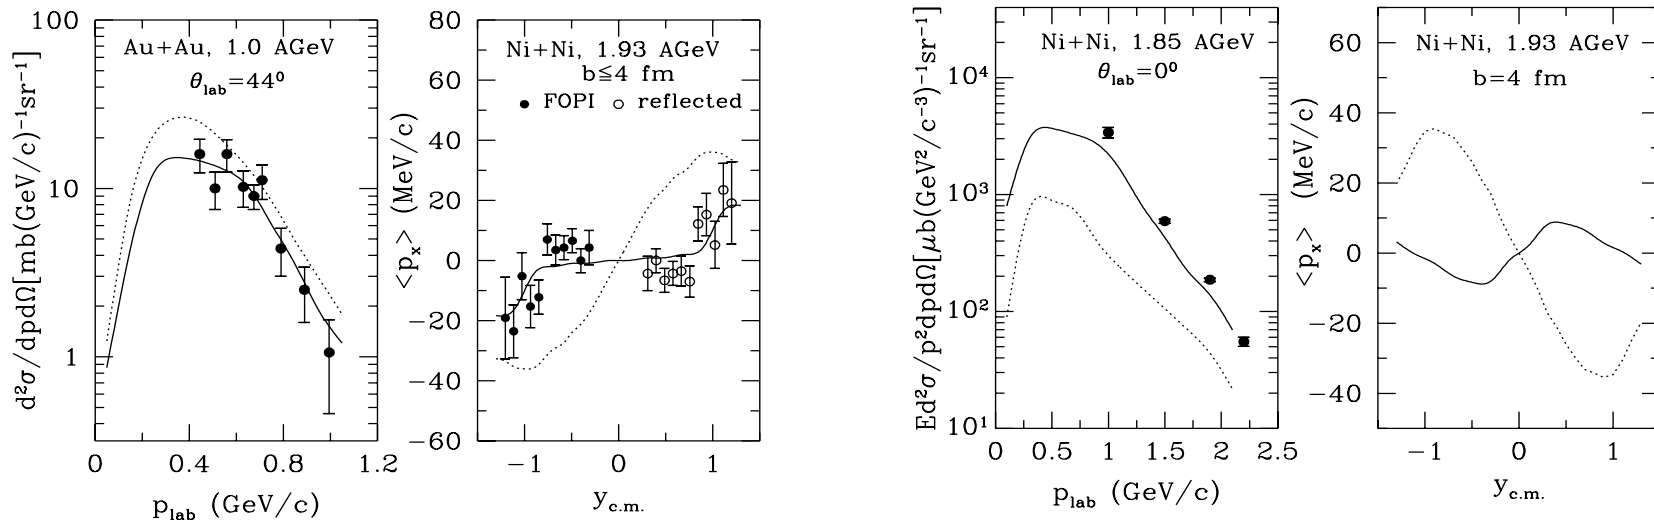 100
10
1
d²σ/dpdΩ[mb(GeV/c)⁻¹sr⁻¹]
Au+Au, 1.0 AGeV
θlab=44⁰
0 0.4 0.8 1.2
plab (GeV/c)
80
60
40
20
0
−20
−40
−60
<px> (MeV/c)
Ni+Ni, 1.93 AGeV
b≦4 fm
● FOPI ○ reflected
−1 0 1
yc.m.
10⁴
10³
10²
10¹
Ed²σ/p²dpdΩ[μb(GeV²/c⁻³)⁻¹sr⁻¹]
Ni+Ni, 1.85 AGeV
θlab=0⁰
0 0.5 1 1.5 2 2.5
plab (GeV/c)
60
40
20
0
−20
−40
<px> (MeV/c)
Ni+Ni, 1.93 AGeV
b=4 fm
−1 0 1
yc.m.